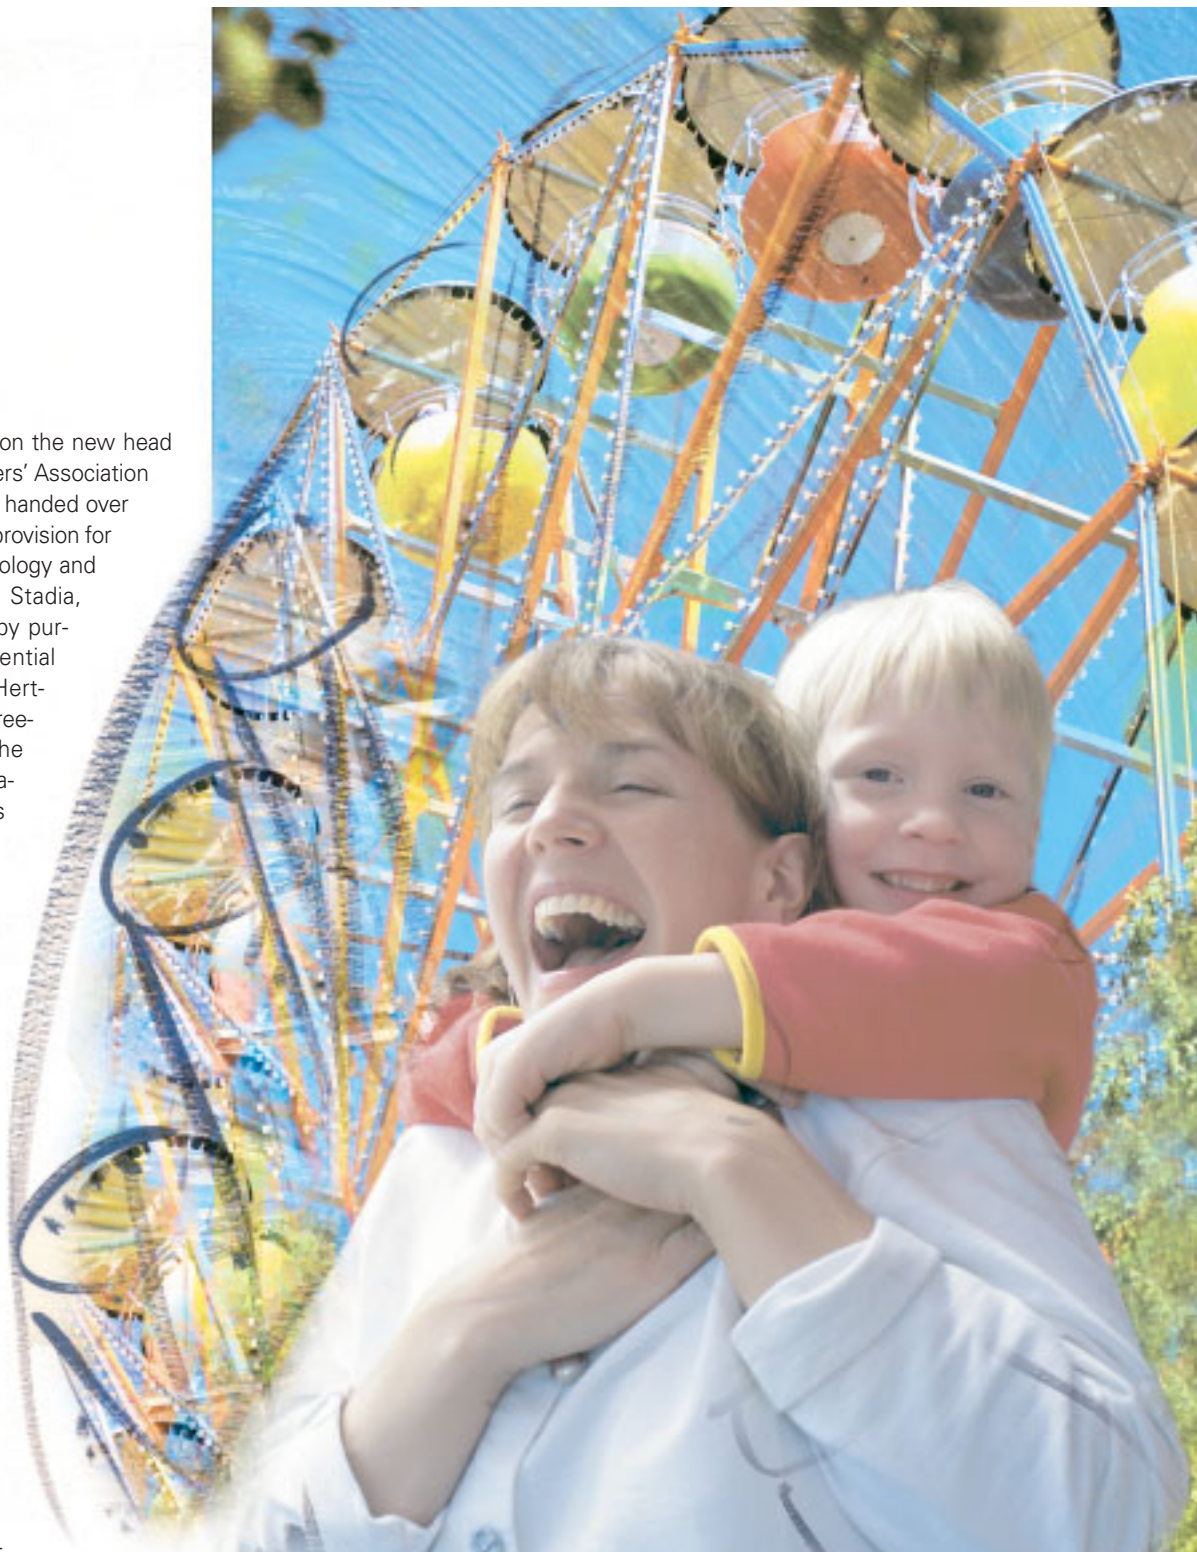 on the new head
ers’ Association
handed over
provision for
ology and
Stadia,
by pur-
ential
Hert-
ree-
he
a-
s